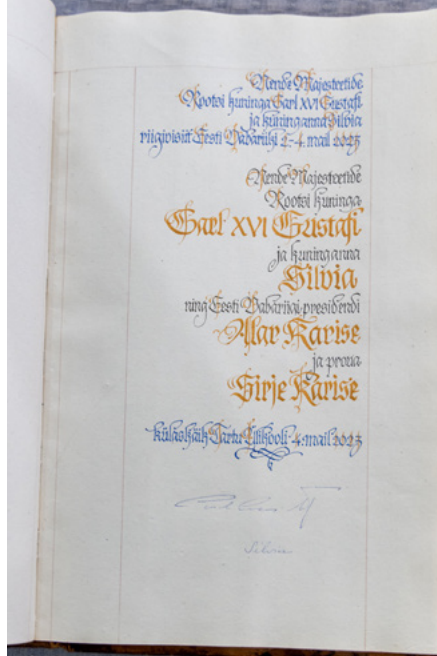 Nende Majesteetide
Rootsi kuninga Carl XVI Gustafi
ja kuninganna Silvia
riigivisiit Eesti Vabariiki 2.-4. mail 2023
Nende Majesteetide
Rootsi kuninga
Carl XVI Gustafi
ja kuninganna
Silvia
ning Eesti Vabariigi presidendi
Alar Karise
ja proua
Sirje Karise
külaskäik Tartu Ülikooli 4. mail 2023
Silvia